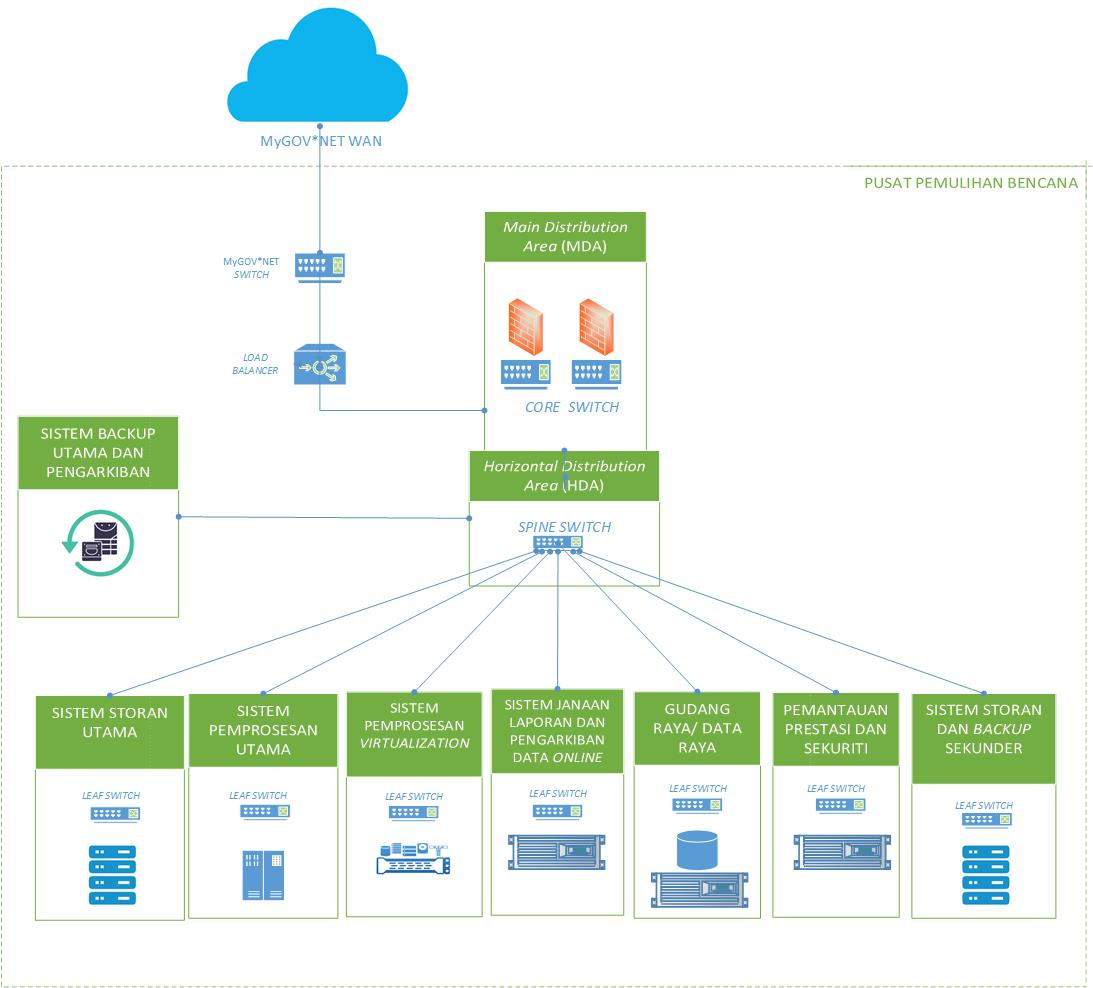 MyGOV*NET WAN
PUSAT PEMULIHAN BENCANA
Main Distribution
Area (MDA)
MyGOV*NET
SWITCH
LOAD
BALANCER
CORE SWITCH
SISTEM BACKUP
UTAMA DAN
PENGARKIBAN
Horizontal Distribution
Area (HDA)
SPINE SWITCH
SISTEM STORAN
UTAMA
LEAF SWITCH
SISTEM
PEMPROSESAN
UTAMA
LEAF SWITCH
SISTEM
PEMPROSESAN
VIRTUALIZATION
LEAF SWITCH
SISTEM JANAAN
LAPORAN DAN
PENGARKIBAN
DATA ONLINE
LEAF SWITCH
GUDANG
RAYA/ DATA
RAYA
LEAF SWITCH
PEMANTAUAN
PRESTASI DAN
SEKURITI
LEAF SWITCH
SISTEM STORAN
DAN BACKUP
SEKUNDER
LEAF SWITCH